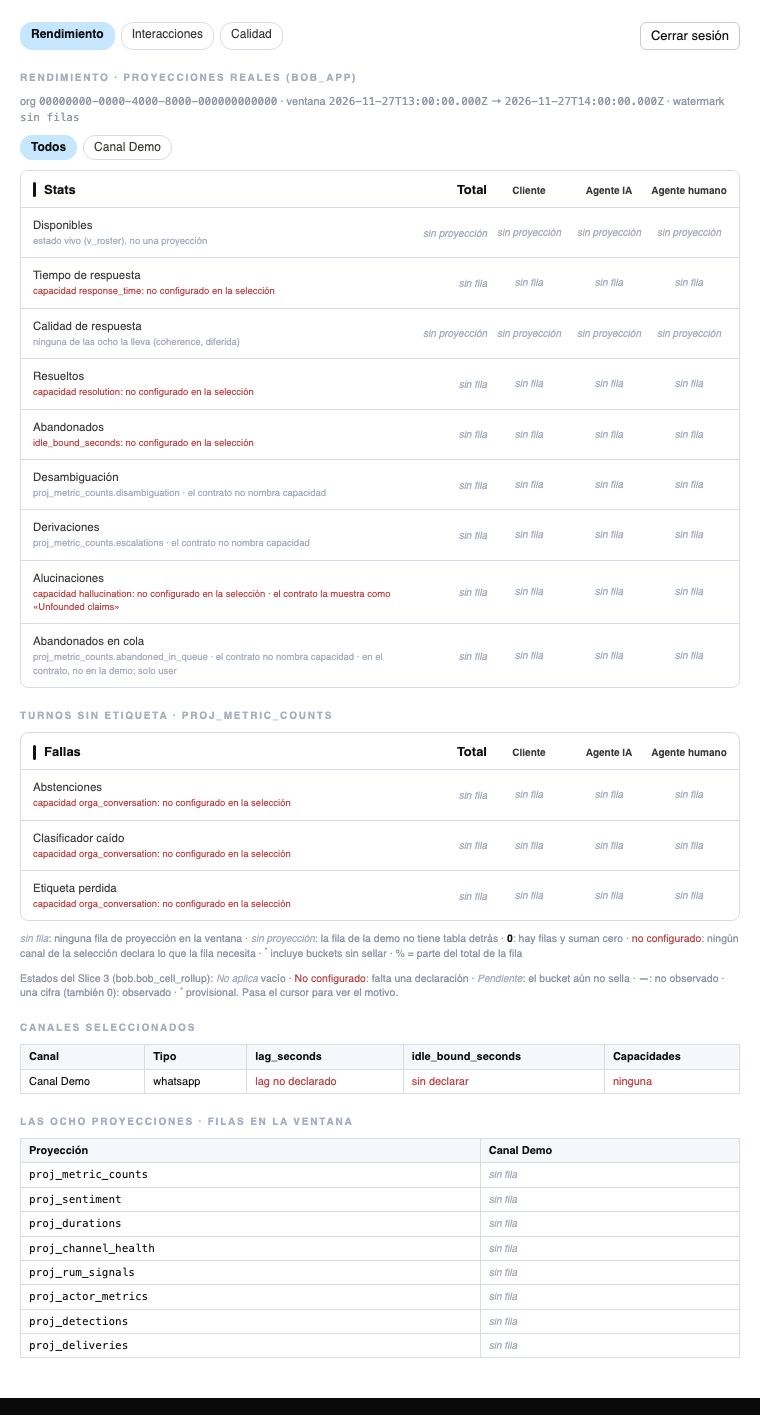 Rendimiento Interacciones Calidad Cerrar sesión
RENDIMIENTO · PROYECCIONES REALES (BOB_APP)
org 00000000-0000-4000-8000-000000000000 · ventana 2026-11-27T13:00:00.000Z → 2026-11-27T14:00:00.000Z · watermark
sin filas
Todos Canal Demo
Stats Total Cliente Agente IA Agente humano
Disponibles
estado vivo (v_roster), no una proyección
sin proyección sin proyección sin proyección sin proyección
Tiempo de respuesta
capacidad response_time: no configurado en la selección
sin fila sin fila sin fila sin fila
Calidad de respuesta
ninguna de las ocho la lleva (coherence, diferida)
sin proyección sin proyección sin proyección sin proyección
Resueltos
capacidad resolution: no configurado en la selección
sin fila sin fila sin fila sin fila
Abandonados
idle_bound_seconds: no configurado en la selección
sin fila sin fila sin fila sin fila
Desambiguación
proj_metric_counts.disambiguation · el contrato no nombra capacidad
sin fila sin fila sin fila sin fila
Derivaciones
proj_metric_counts.escalations · el contrato no nombra capacidad
sin fila sin fila sin fila sin fila
Alucinaciones
capacidad hallucination: no configurado en la selección · el contrato la muestra como
«Unfounded claims»
sin fila sin fila sin fila sin fila
Abandonados en cola
proj_metric_counts.abandoned_in_queue · el contrato no nombra capacidad · en el
contrato, no en la demo; solo user
sin fila sin fila sin fila sin fila
TURNOS SIN ETIQUETA · PROJ_METRIC_COUNTS
Fallas Total Cliente Agente IA Agente humano
Abstenciones
capacidad orga_conversation: no configurado en la selección
sin fila sin fila sin fila sin fila
Clasificador caído
capacidad orga_conversation: no configurado en la selección
sin fila sin fila sin fila sin fila
Etiqueta perdida
capacidad orga_conversation: no configurado en la selección
sin fila sin fila sin fila sin fila
sin fila: ninguna fila de proyección en la ventana · sin proyección: la fila de la demo no tiene tabla detrás · 0: hay filas y suman cero · no configurado: ningún
canal de la selección declara lo que la fila necesita · * incluye buckets sin sellar · % = parte del total de la fila
Estados del Slice 3 (bob.bob_cell_rollup): No aplica vacío · No configurado: falta una declaración · Pendiente: el bucket aún no sella · —: no observado ·
una cifra (también 0): observado · * provisional. Pasa el cursor para ver el motivo.
CANALES SELECCIONADOS
Canal Tipo lag_seconds idle_bound_seconds Capacidades
Canal Demo whatsapp lag no declarado sin declarar ninguna
LAS OCHO PROYECCIONES · FILAS EN LA VENTANA
Proyección Canal Demo
proj_metric_counts sin fila
proj_sentiment sin fila
proj_durations sin fila
proj_channel_health sin fila
proj_rum_signals sin fila
proj_actor_metrics sin fila
proj_detections sin fila
proj_deliveries sin fila